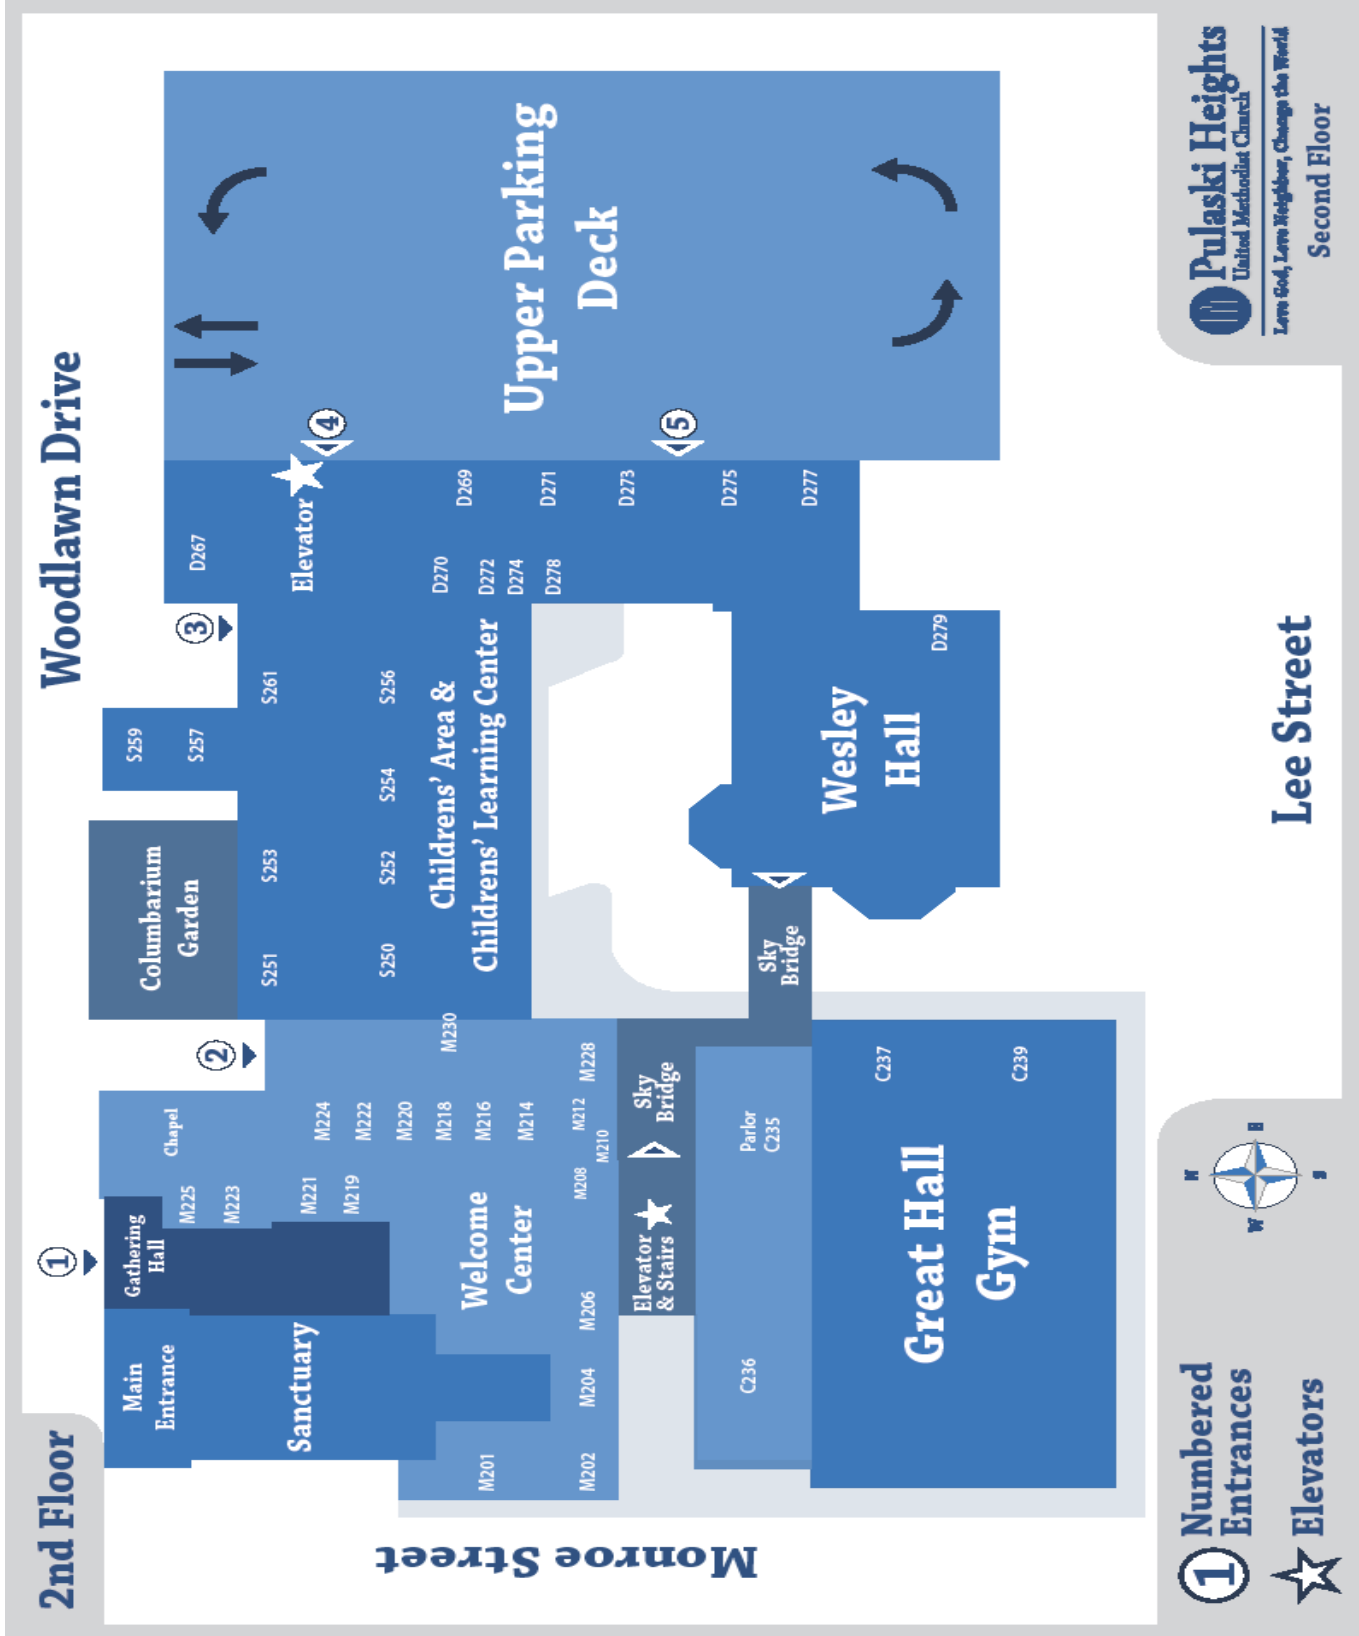 2nd Floor
Woodlawn Drive
Monroe Street
Lee Street
1
Main
Entrance
Gathering
Hall
Sanctuary
Chapel
M225
M223
M221
M219
M224
M222
M220
M218
M216
M214
M212
M210
M208
M230
M228
Welcome
Center
M206
M204
M201
M202
2
Columbarium
Garden
S251
S253
S259
S257
S261
S250
S252
S254
S256
Childrens’ Area &
Childrens’ Learning Center
3
D267
Elevator
4
5
D269
D271
D273
D275
D277
D270
D272
D274
D278
D279
Upper Parking
Deck
Wesley
Hall
Sky
Bridge
Sky
Bridge
Elevator
& Stairs
Parlor
C235
C236
C237
C239
Great Hall
Gym
1 Numbered
Entrances
Elevators
N
E
S
W
Pulaski Heights
United Methodist Church
Love God, Love Neighbor, Change the World
Second Floor